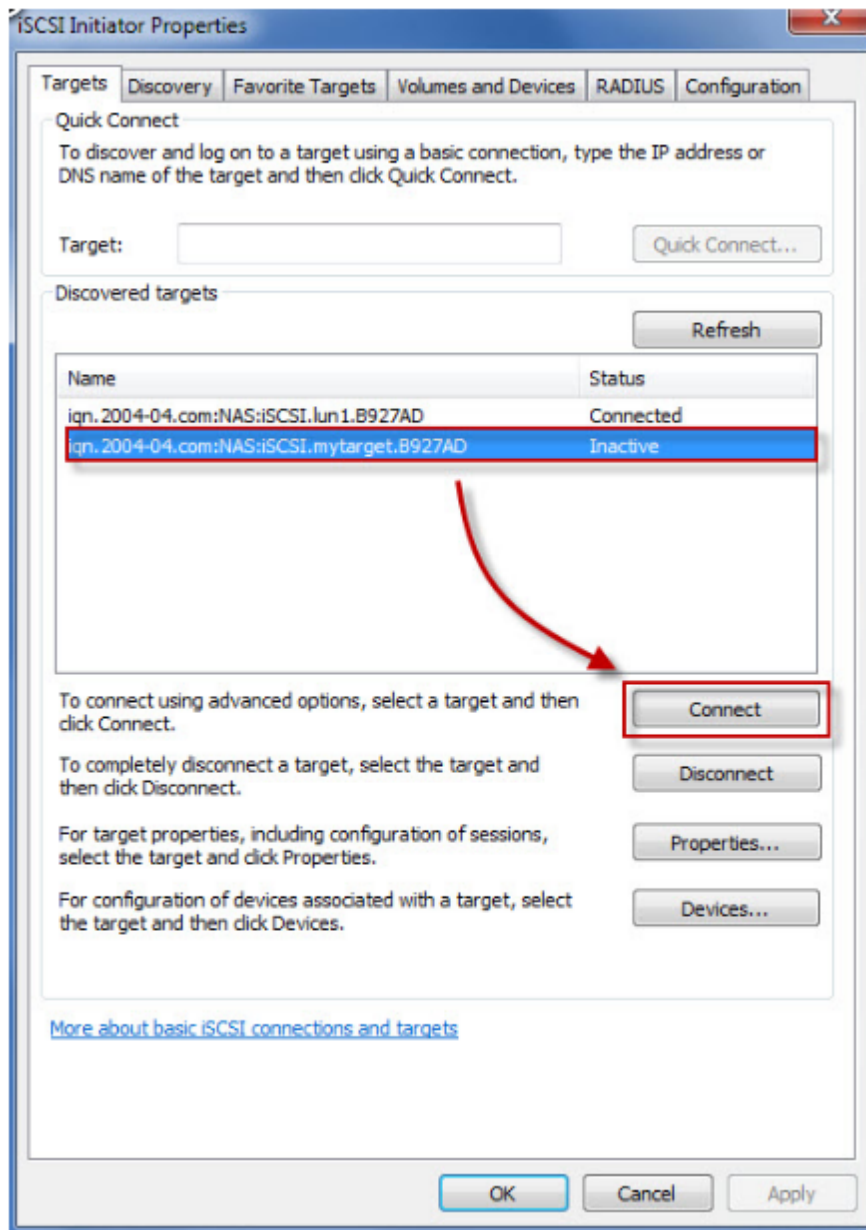 iSCSI Initiator Properties
Targets Discovery Favorite Targets Volumes and Devices RADIUS Configuration
Quick Connect
To discover and log on to a target using a basic connection, type the IP address or
DNS name of the target and then click Quick Connect.
Target: Quick Connect...
Discovered targets
Refresh
Name Status
iqn.2004-04.com:NAS:iSCSI.lun1.B927AD Connected
iqn.2004-04.com:NAS:iSCSI.mytarget.B927AD Inactive
To connect using advanced options, select a target and then
click Connect.
Connect
To completely disconnect a target, select the target and
then click Disconnect.
Disconnect
For target properties, including configuration of sessions,
select the target and click Properties.
Properties...
For configuration of devices associated with a target, select
the target and then click Devices.
Devices...
More about basic iSCSI connections and targets
OK Cancel Apply